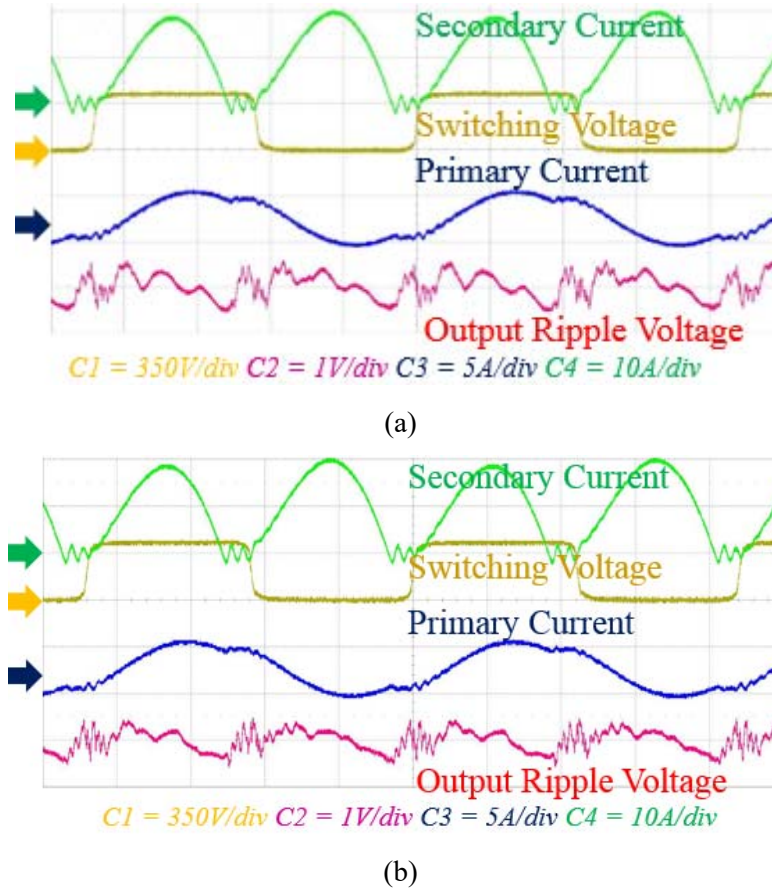 Secondary Current
Switching Voltage
Primary Current
Output Ripple Voltage
C1 = 350V/div C2 = 1V/div C3 = 5A/div C4 = 10A/div
(a)
Secondary Current
Switching Voltage
Primary Current
Output Ripple Voltage
C1 = 350V/div C2 = 1V/div C3 = 5A/div C4 = 10A/div
(b)